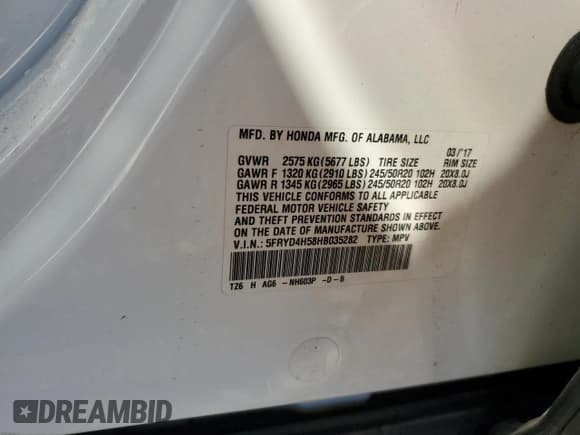 MFD. BY HONDA MFG. OF ALABAMA, LLC
03/'17
GVWR 2575 KG(5677 LBS) TIRE SIZE RIM SIZE
GAWR F 1320 KG(2910 LBS) 245/50R20 102H 20X8.0J
GAWR R 1345 KG(2965 LBS) 245/50R20 102H 20X8.0J
THIS VEHICLE CONFORMS TO ALL APPLICABLE
FEDERAL MOTOR VEHICLE SAFETY
AND THEFT PREVENTION STANDARDS IN EFFECT
ON THE DATE OF MANUFACTURE SHOWN ABOVE.
V.I.N.: 5FRYD4H58HB035282 TYPE: MPV
TZ6 H AG6 -NH603P -D-B
DREAMBID